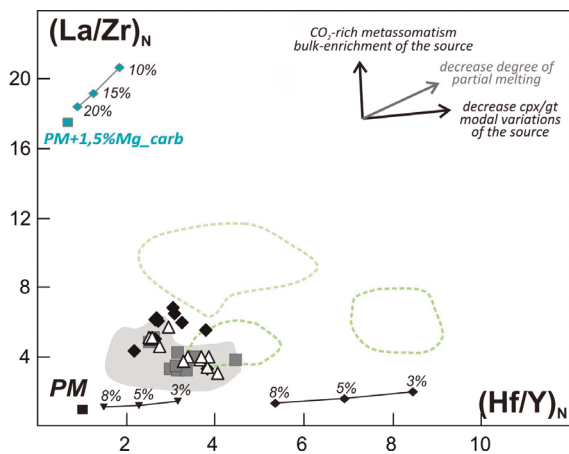 (La/Zr)N
CO2-rich metassomatism
bulk-enrichment of the source
decrease degree of
partial melting
decrease cpx/gt
modal variations
of the source
20
10%
15%
20%
PM+1,5%Mg_carb
16
12
8
4
PM
8%
5%
3%
8%
5%
3%
(Hf/Y)N
2
4
6
8
10